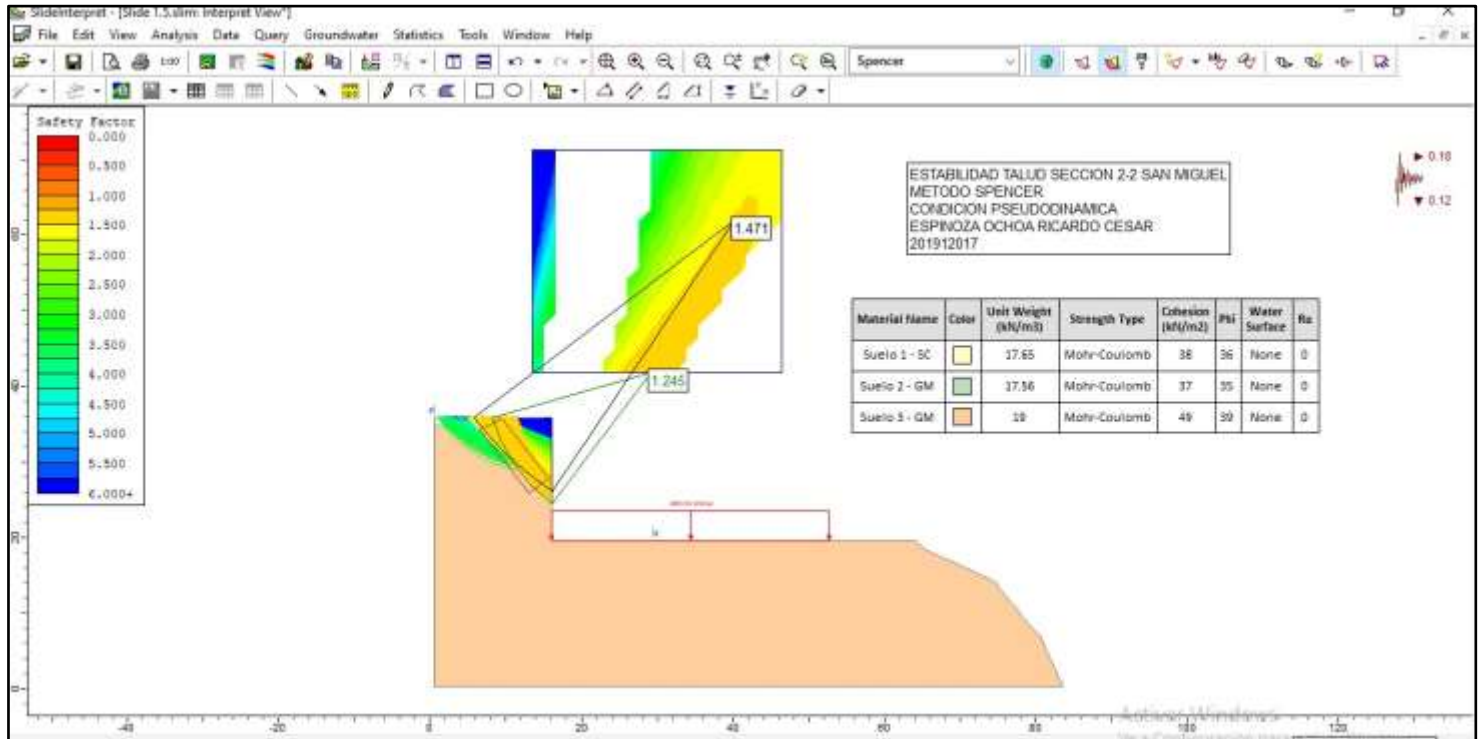 SlideInterpret - [Slide 1.5.slim: Interpret View*]
File Edit View Analysis Data Query Groundwater Statistics Tools Window Help
Spencer
Safety Factor
0.000
0.500
1.000
1.500
2.000
2.500
3.000
3.500
4.000
4.500
5.000
5.500
6.000+
1.471
1.245
ESTABILIDAD TALUD SECCION 2-2 SAN MIGUEL
METODO SPENCER
CONDICION PSEUDODINAMICA
ESPINOZA OCHOA RICARDO CESAR
201912017
0.18
0.12
Material Name Color Unit Weight (kN/m3) Strength Type Cohesion (kN/m2) Phi Water Surface Ru
Suelo 1 - SC 17.65 Mohr-Coulomb 38 36 None 0
Suelo 2 - GM 17.56 Mohr-Coulomb 37 35 None 0
Suelo 3 - GM 19 Mohr-Coulomb 49 39 None 0
60
40
20
0
-40 -20 0 20 40 60 80 100 120
Activar Windows